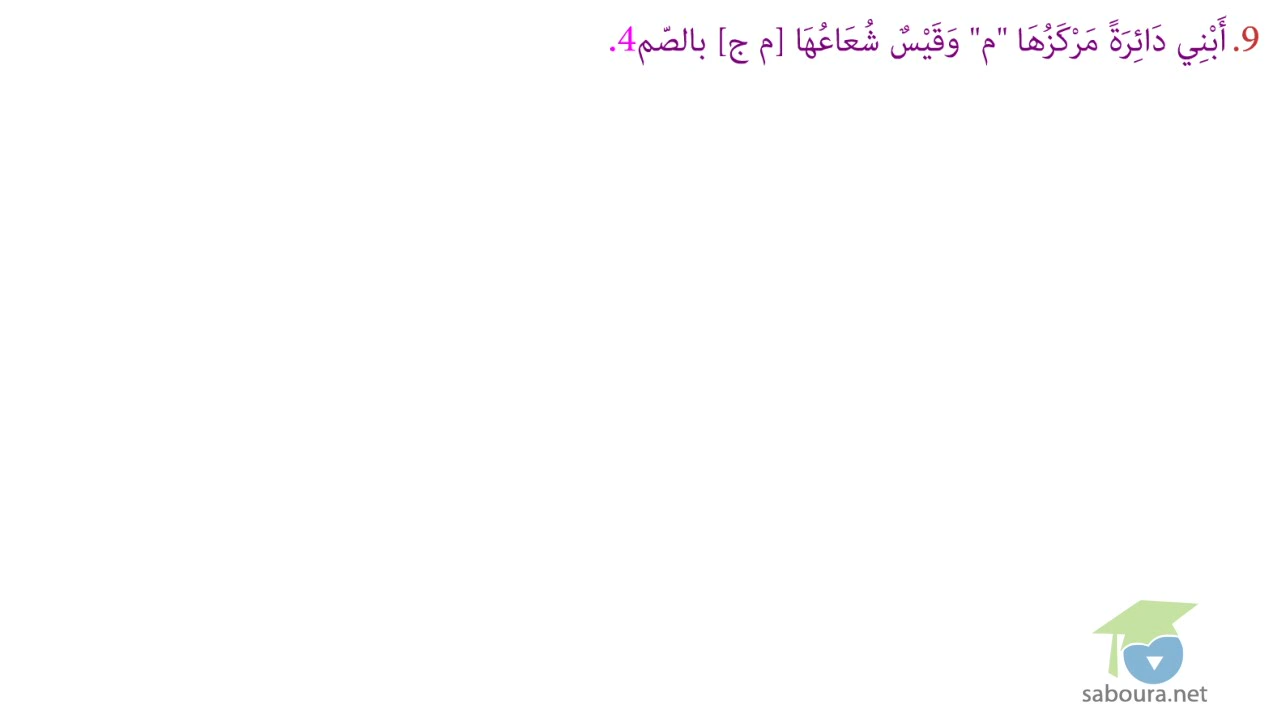 9. أَبْنِي دَائِرَةً مَرْكَزُهَا "م" وَقَيْسٌ شُعَاعُهَا [م ج] بالصّم4.
saboura.net